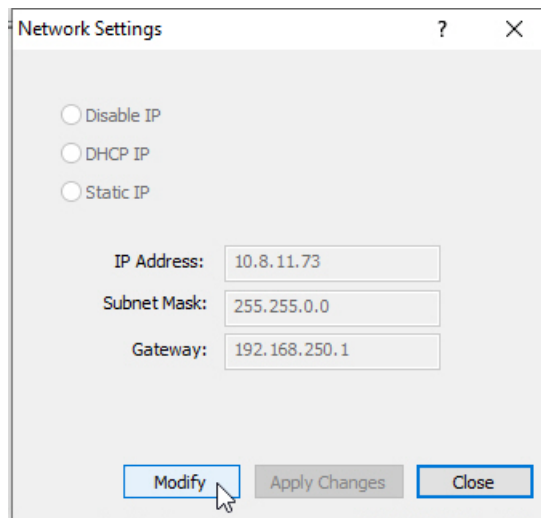 Network Settings ?
Disable IP
DHCP IP
Static IP
IP Address: 10.8.11.73
Subnet Mask: 255.255.0.0
Gateway: 192.168.250.1
Modify Apply Changes Close